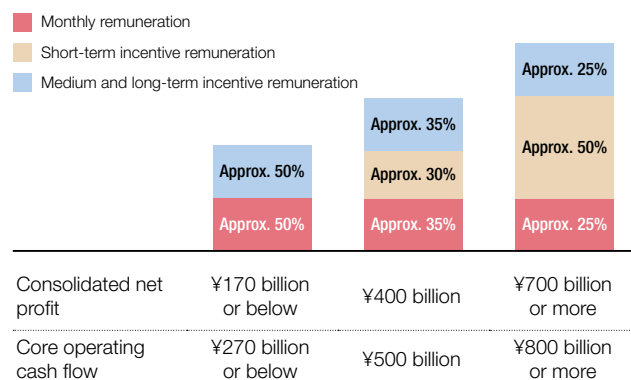 Monthly remuneration
Short-term incentive remuneration
Medium and long-term incentive remuneration
Approx. 50%
Approx. 50%
Approx. 35%
Approx. 30%
Approx. 35%
Approx. 25%
Approx. 50%
Approx. 25%
Consolidated net
profit
¥170 billion
or below
¥400 billion
¥700 billion
or more
Core operating
cash flow
¥270 billion
or below
¥500 billion
¥800 billion
or more